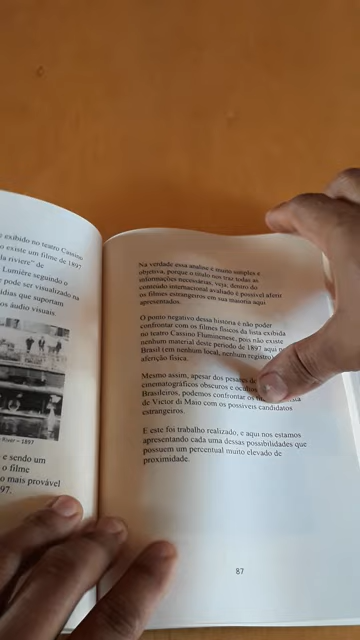 exibido no teatro Cassino
o existe um filme de 1897
la riviere" de
Lumière seguindo o
e pode ser visualizado na
ídias que suportam
os áudio visuais.
River – 1897
e sendo um
o filme
o mais provável
97.
Na verdade essa analise é muito simples e
objetiva, porque o título nos traz todas as
informações necessárias, veja, dentro do
conteúdo internacional avaliado é possível aferir
os filmes estrangeiros em sua maioria aqui
apresentados.
O ponto negativo dessa história é não poder
confrontar com os filmes físicos da lista exibida
no teatro Cassino Fluminense, pois não existe
nenhum material deste período de 1897 aqui no
Brasil (em nenhum local, nenhum registro
aferição física.
Mesmo assim, apesar dos pesares
cinematográficos obscuros e
Brasileiros, podemos confrontar os
de Victor di Maio com os possíveis candidatos
estrangeiros.
E este foi trabalho realizado, e aqui nos estamos
apresentando cada uma dessas possibilidades que
possuem um percentual muito elevado de
proximidade.
87